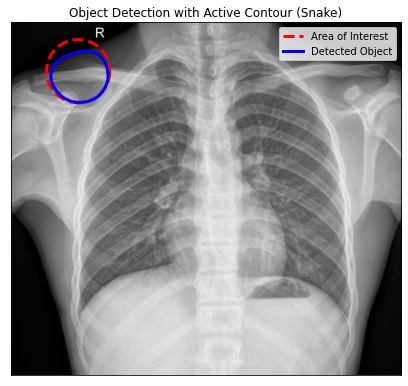 Object Detection with Active Contour (Snake)
R
Area of Interest
Detected Object